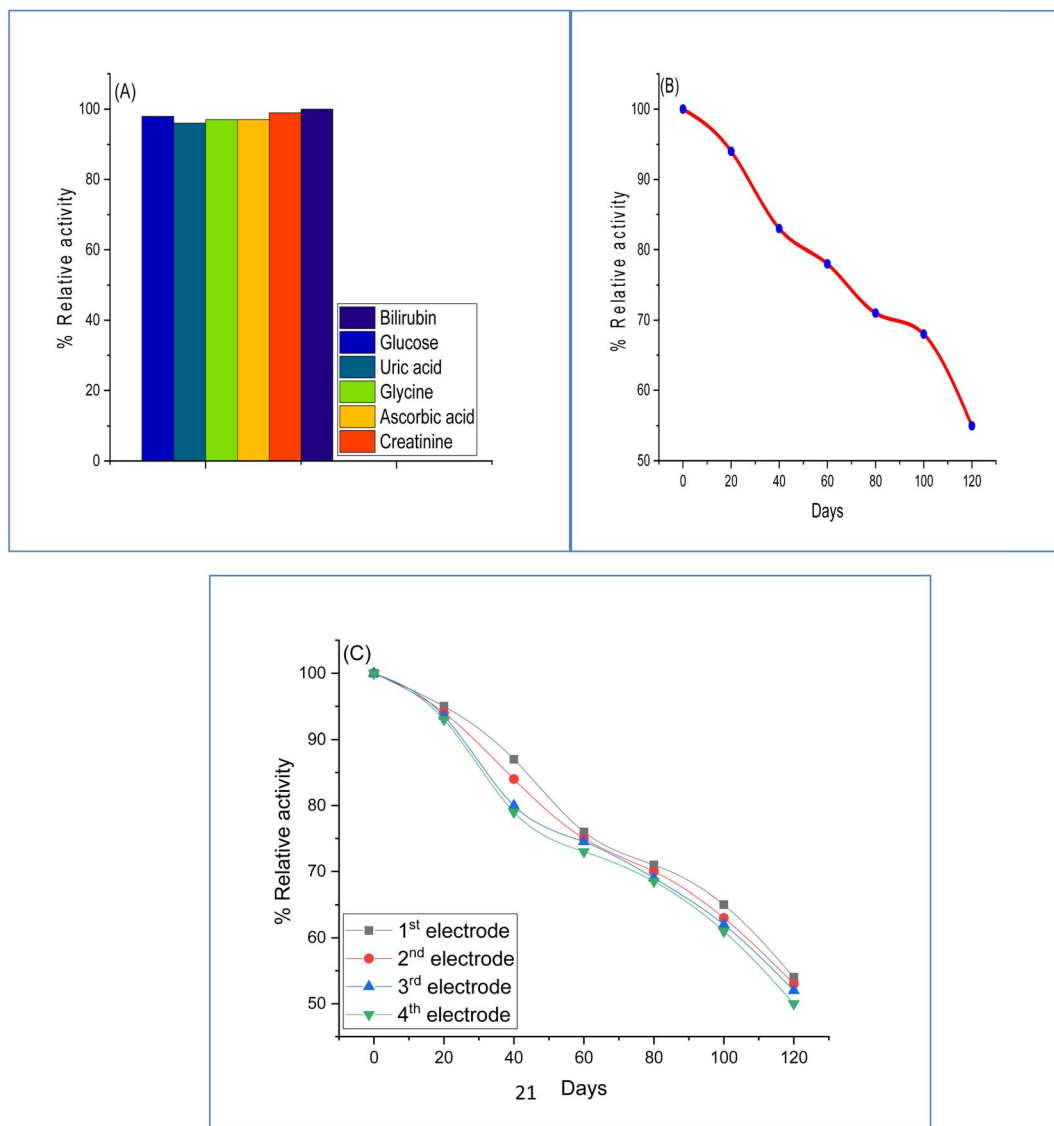 (A)
% Relative activity
100
80
60
40
20
0
Bilirubin
Glucose
Uric acid
Glycine
Ascorbic acid
Creatinine
(B)
% Relative activity
100
90
80
70
60
50
0 20 40 60 80 100 120
Days
(C)
% Relative activity
100
90
80
70
60
50
1st electrode
2nd electrode
3rd electrode
4th electrode
0 20 40 60 80 100 120
21 Days